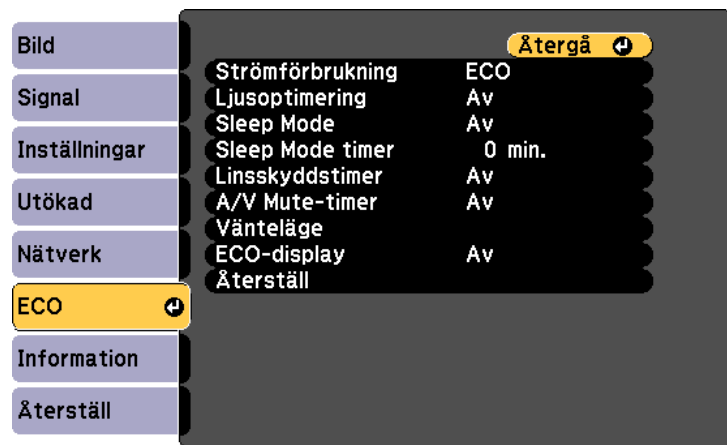 Bild
Signal
Inställningar
Utökad
Nätverk
ECO
Information
Återställ
Återgå
Strömförbrukning ECO
Ljusoptimering Av
Sleep Mode Av
Sleep Mode timer 0 min.
Linsskyddstimer Av
A/V Mute-timer Av
Vänteläge
ECO-display Av
Återställ